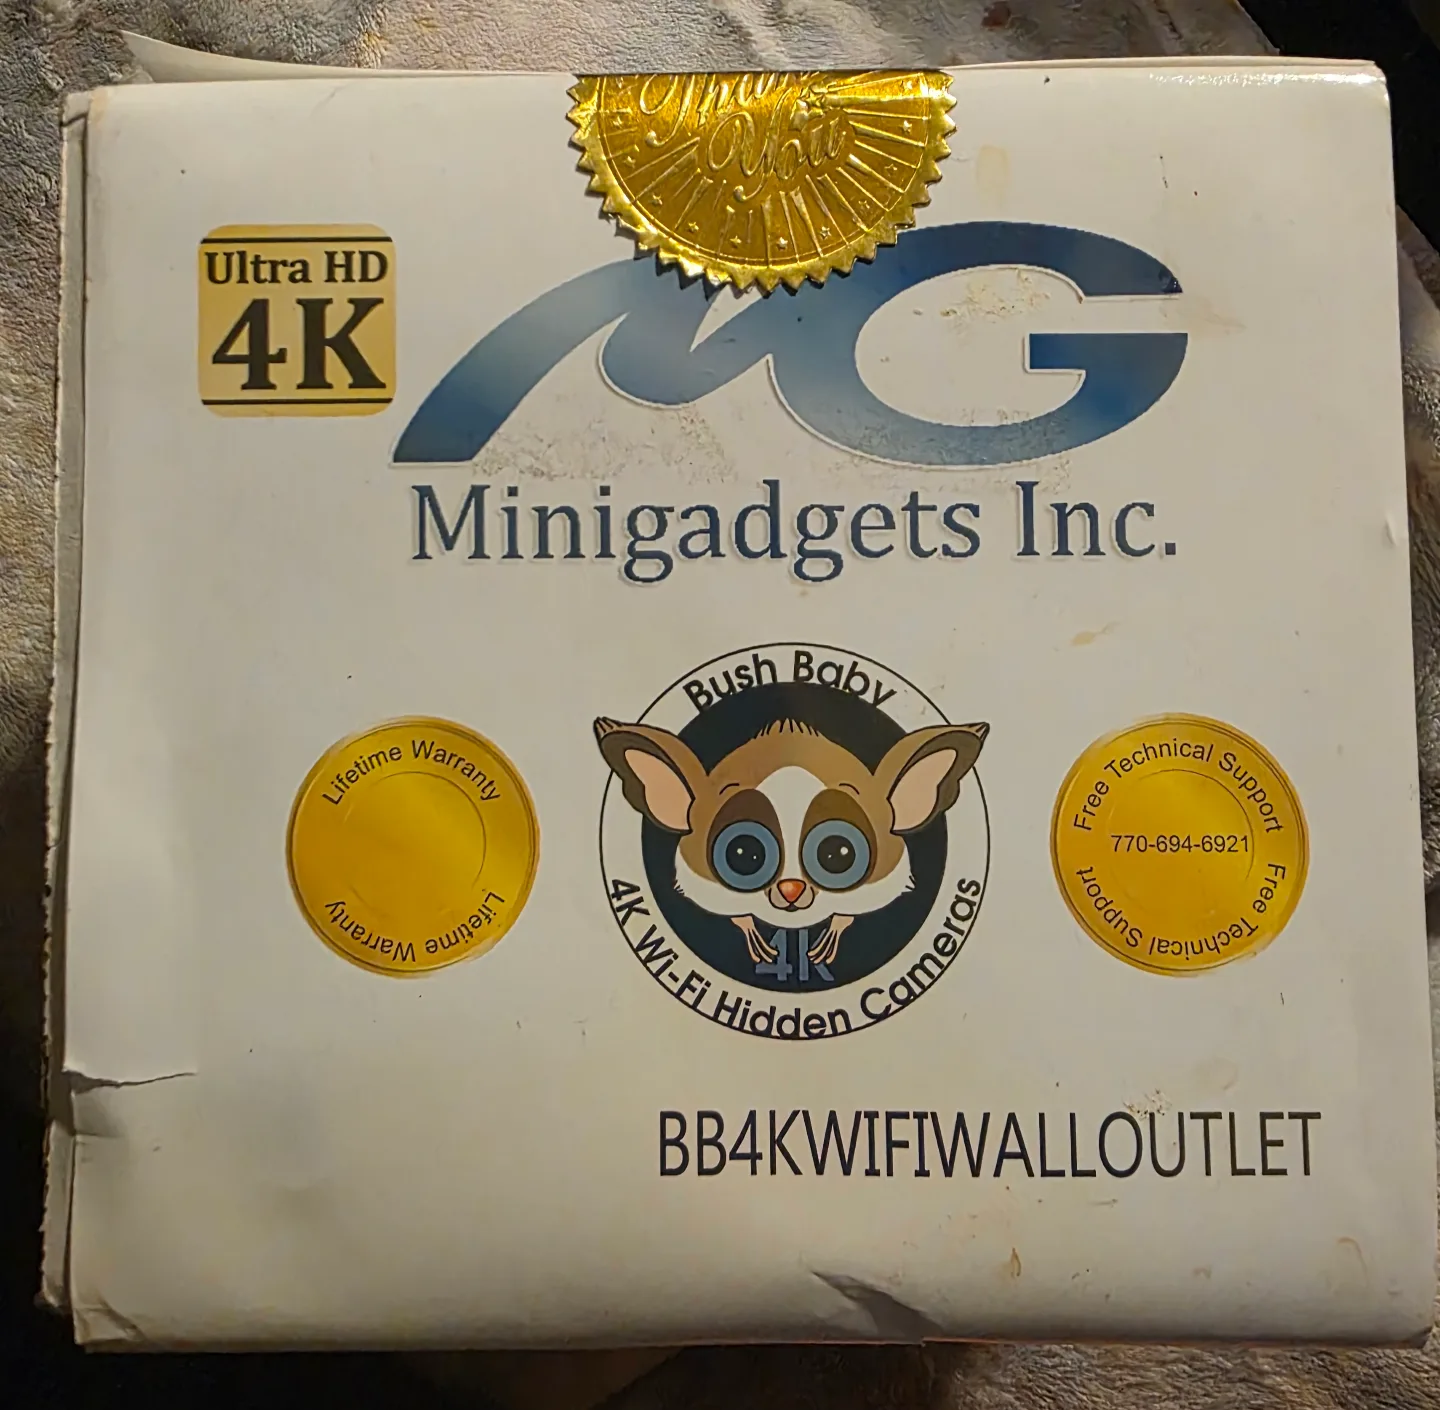 Thank
You
Ultra HD
4K
MG
Minigadgets Inc.
Bush Baby
4K
4K Wi-Fi Hidden Cameras
Lifetime Warranty
Lifetime Warranty
Free Technical Support
770-694-6921
Free Technical Support
BB4KWIFIWALLOUTLET